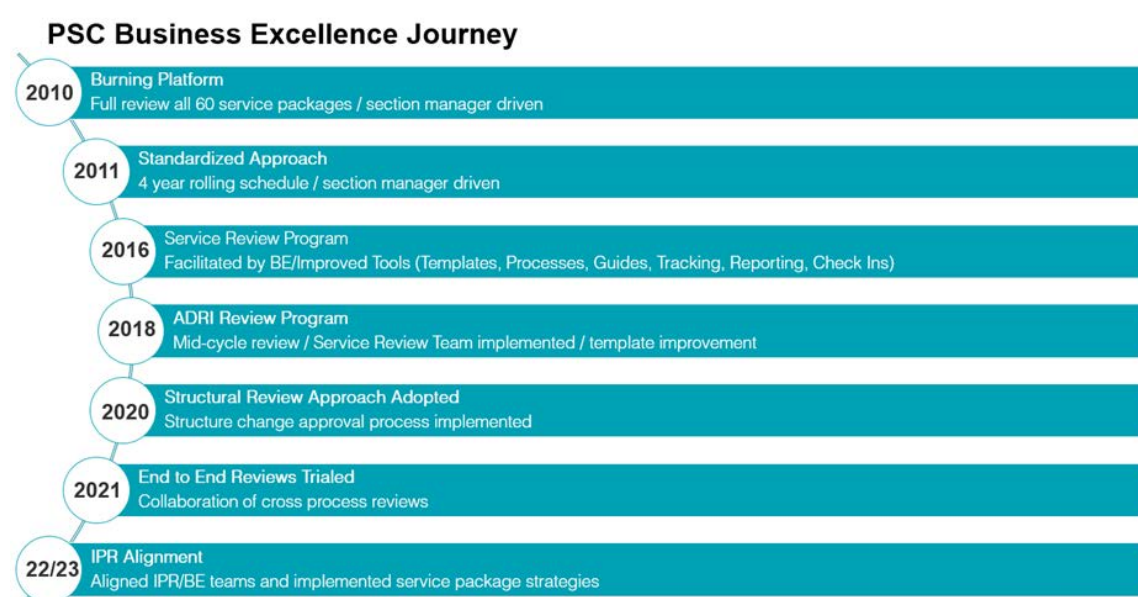 PSC Business Excellence Journey
2010
Burning Platform
Full review all 60 service packages / section manager driven
2011
Standardized Approach
4 year rolling schedule / section manager driven
2016
Service Review Program
Facilitated by BE/Improved Tools (Templates, Processes, Guides, Tracking, Reporting, Check Ins)
2018
ADRI Review Program
Mid-cycle review / Service Review Team implemented / template improvement
2020
Structural Review Approach Adopted
Structure change approval process implemented
2021
End to End Reviews Trialed
Collaboration of cross process reviews
22/23
IPR Alignment
Aligned IPR/BE teams and implemented service package strategies